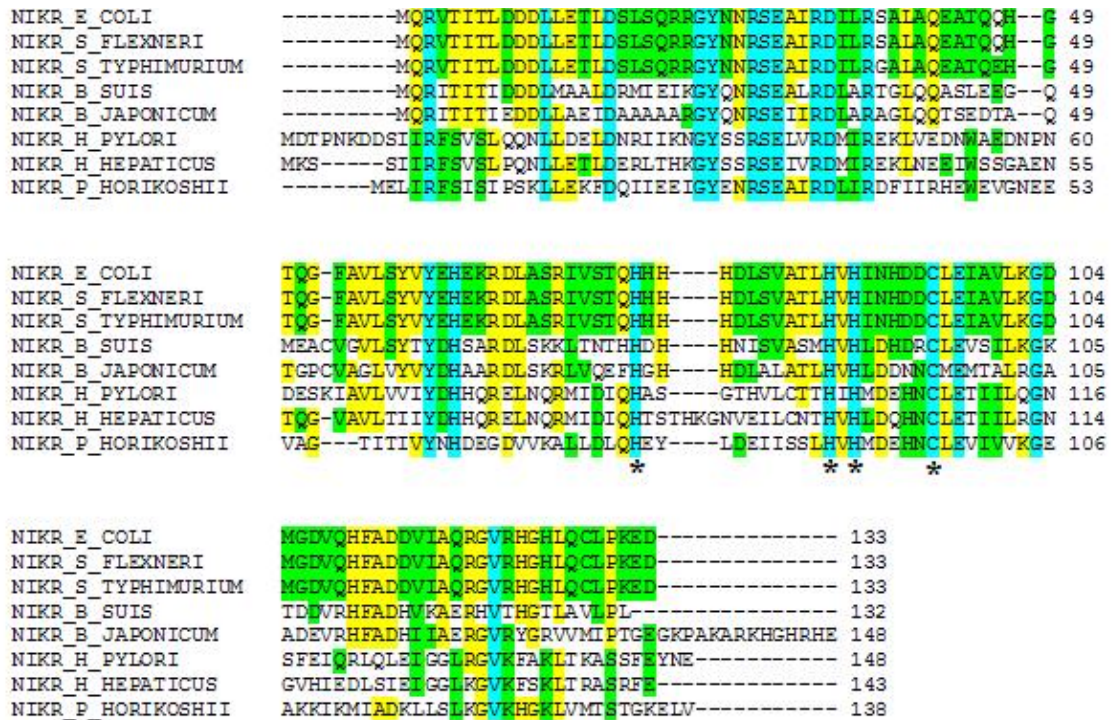 NIKR_E_COLI --------MQRVTITLDDDLLETLDSLSQRRGYNNRSEAIRDILRSALAQEATQQH--G 49
NIKR_S_FLEXNERI --------MQRVTITLDDDLLETLDSLSQRRGYNNRSEAIRDILRSALAQEATQQH--G 49
NIKR_S_TYPHIMURIUM --------MQRVTITLDDDLLETLDSLSQRRGYNNRSEAIRDILRGALAQEATQEH--G 49
NIKR_B_SUIS --------MQRITITIDDDLMAALDRMIEIKGYQNRSEALRDLARTGLQQASLEEG--Q 49
NIKR_B_JAPONICUM --------MQRITITIEDDLLAEIDAAAAARGYQNRSEIIRDLARAGLQQTSEDTA--Q 49
NIKR_H_PYLORI MDTPNKDDSIIRFSVSLQQNLLDELDNRIIKNGYSSRSELVRDMIREKLVEDNWAEDNPN 60
NIKR_H_HEPATICUS MKS-----SIIRFSVSLPQNLLETLDERLTHKGYSSRSEIVRDMIREKLNEEIWSSGAEN 55
NIKR_P_HORIKOSHII -------MELIRFSISIPSKLLEKFDQIIEEIGYENRSEAIRDLIRDFIIRHEWEVGNEE 53
NIKR_E_COLI TQG-FAVLSYVYEHEKRDLASRIVSTQHHH----HDLSVATLHVHINHDDCLEIAVLKGD 104
NIKR_S_FLEXNERI TQG-FAVLSYVYEHEKRDLASRIVSTQHHH----HDLSVATLHVHINHDDCLEIAVLKGD 104
NIKR_S_TYPHIMURIUM TQG-FAVLSYVYEHEKRDLASRIVSTQHHH----HDLSVATLHVHINHDDCLEIAVLKGD 104
NIKR_B_SUIS MEACVGVLSYTYDHSARDLSKKLTNTHHDH----HNISVASMHVHLDHDRCLEVSILKGK 105
NIKR_B_JAPONICUM TGPCVAGLVYVYDHAARDLSKRLVQEFHGH----HDLALATLHVHLDDNNCMEMTALRGA 105
NIKR_H_PYLORI DESKIAVLVVIYDHHQRELNQRMIDIQHAS----GTHVLCTTHIHMDEHNCLETIILQGN 116
NIKR_H_HEPATICUS TQG-VAVLTIIYDHHQRELNQRMIDIQHTSTHKGNVEILCNTHVHLDQHNCLETIILRGN 114
NIKR_P_HORIKOSHII VAG---TITIVYNHDEGDVVKALLDLQHEY----LDEIISSLHVHMDEHNCLEVIVVKGE 106
* * * *
NIKR_E_COLI MGDVQHFADDVIAQRGVRHGHLQCLPKED-------------- 133
NIKR_S_FLEXNERI MGDVQHFADDVIAQRGVRHGHLQCLPKED-------------- 133
NIKR_S_TYPHIMURIUM MGDVQHFADDVIAQRGVRHGHLQCLPKED-------------- 133
NIKR_B_SUIS TDDVRHFADHVKAERHVTHGTLAVLPL---------------- 132
NIKR_B_JAPONICUM ADEVRHFADHIIAERGVRYGRVVMIPTGEGKPAKARKHGHRHE 148
NIKR_H_PYLORI SFEIQRLQLEIGGLRGVKFAKLTKASSFEYNE----------- 148
NIKR_H_HEPATICUS GVHIEDLSIEIGGLKGVKFSKLTRASRFE-------------- 143
NIKR_P_HORIKOSHII AKKIKMIADKLLSLKGVKHGKLVMTSTGKELV----------- 138